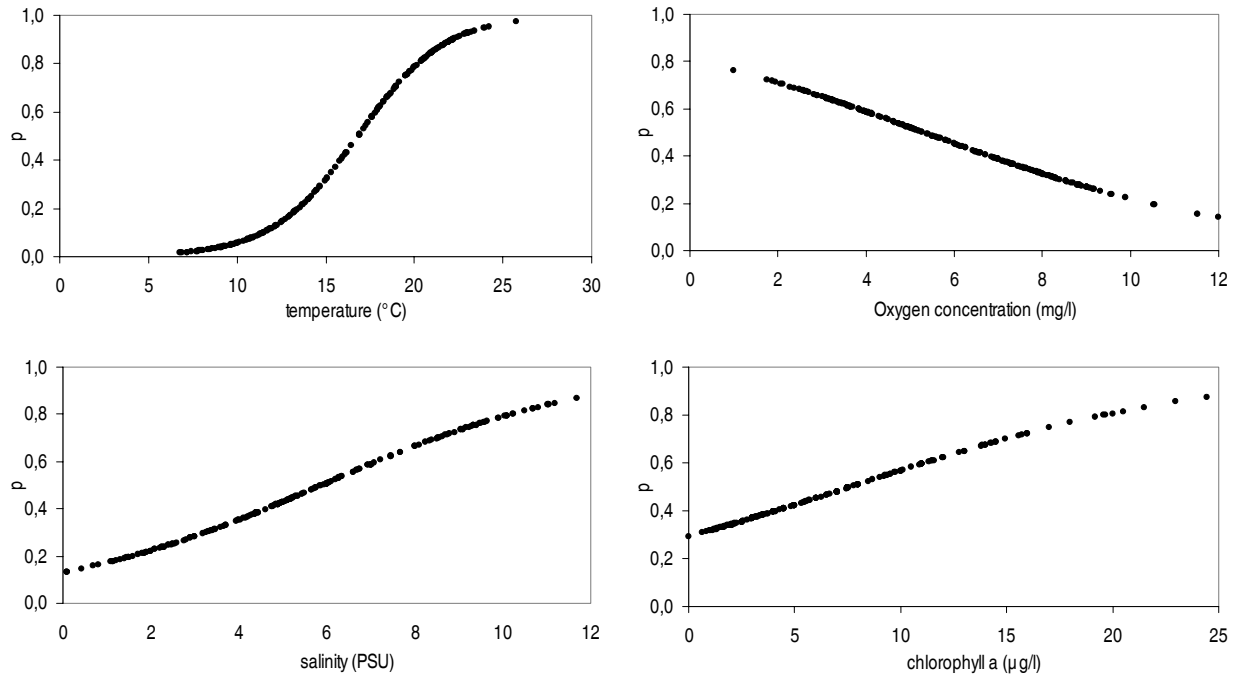 1,0
0,8
0,6
0,4
0,2
0,0
p
0 5 10 15 20 25 30
temperature (°C)
1,0
0,8
0,6
0,4
0,2
0,0
p
0 2 4 6 8 10 12
Oxygen concentration (mg/l)
1,0
0,8
0,6
0,4
0,2
0,0
p
0 2 4 6 8 10 12
salinity (PSU)
1,0
0,8
0,6
0,4
0,2
0,0
p
0 5 10 15 20 25
chlorophyll a (µg/l)